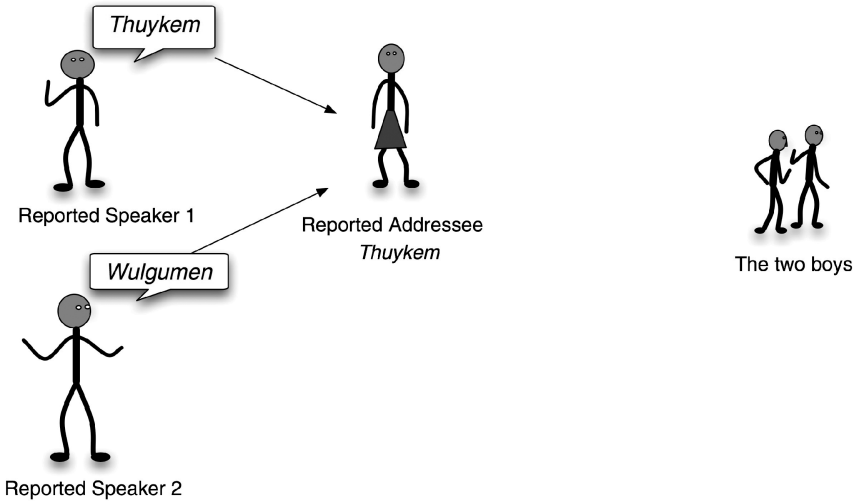 Thuykem
Reported Speaker 1
Reported Addressee
Thuykem
The two boys
Wulgumen
Reported Speaker 2